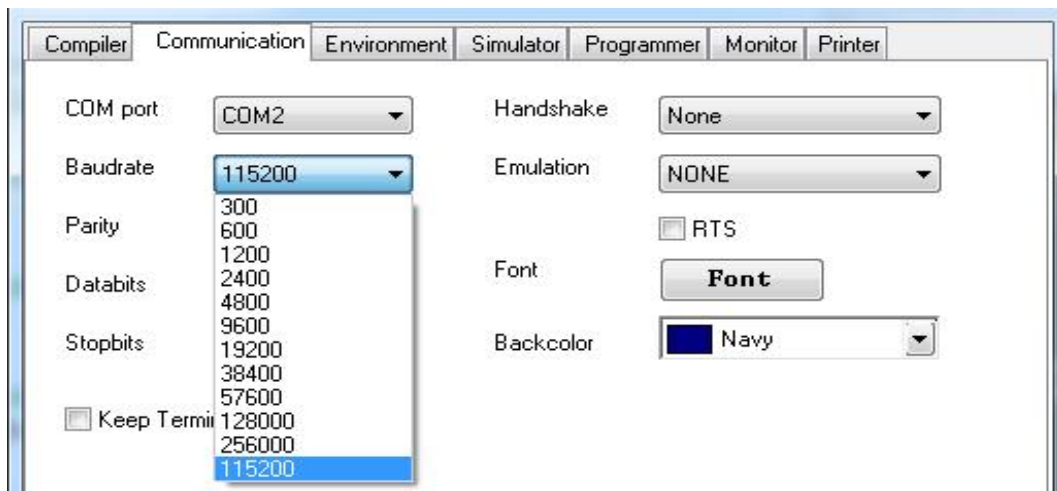 Compiler Communication Environment Simulator Programmer Monitor Printer
COM port COM2 Handshake None
Baudrate 115200 Emulation NONE
300
Parity 600 RTS
1200
Databits 2400 Font Font
4800
9600
Stopbits 19200 Backcolor Navy
38400
57600
Keep 128000
256000
115200